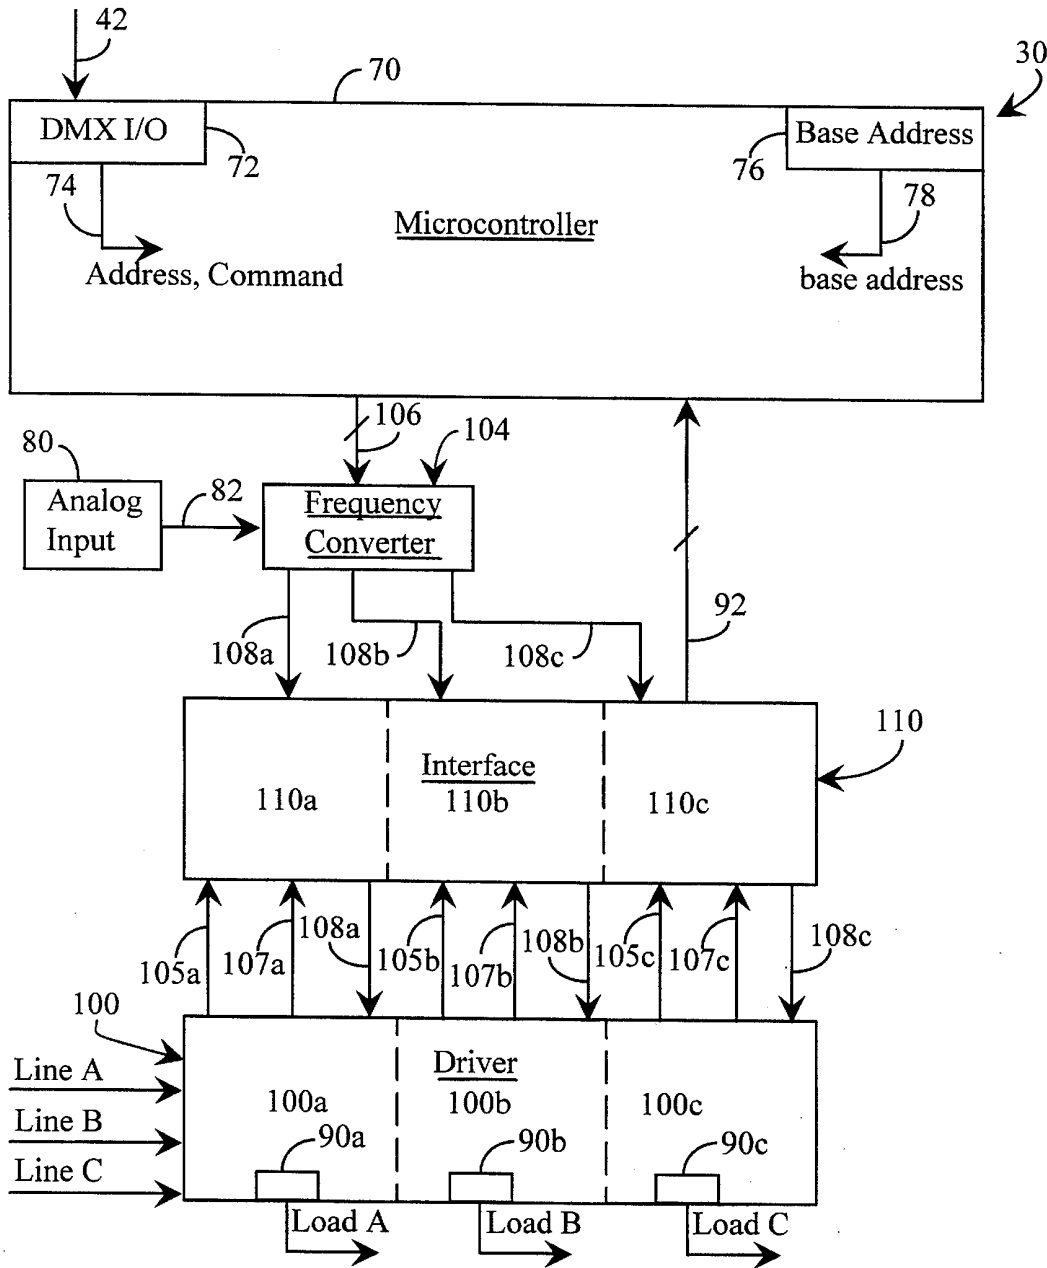 42
70
30
DMX I/O
72
76
Base Address
74
78
Microcontroller
Address, Command
base address
106
104
80
82
Analog
Input
Frequency
Converter
92
108a
108b
108c
110
Interface
110a
110b
110c
105a
107a
108a
105b
107b
108b
105c
107c
108c
100
Line A
Line B
Line C
Driver
100a
100b
100c
90a
90b
90c
Load A
Load B
Load C